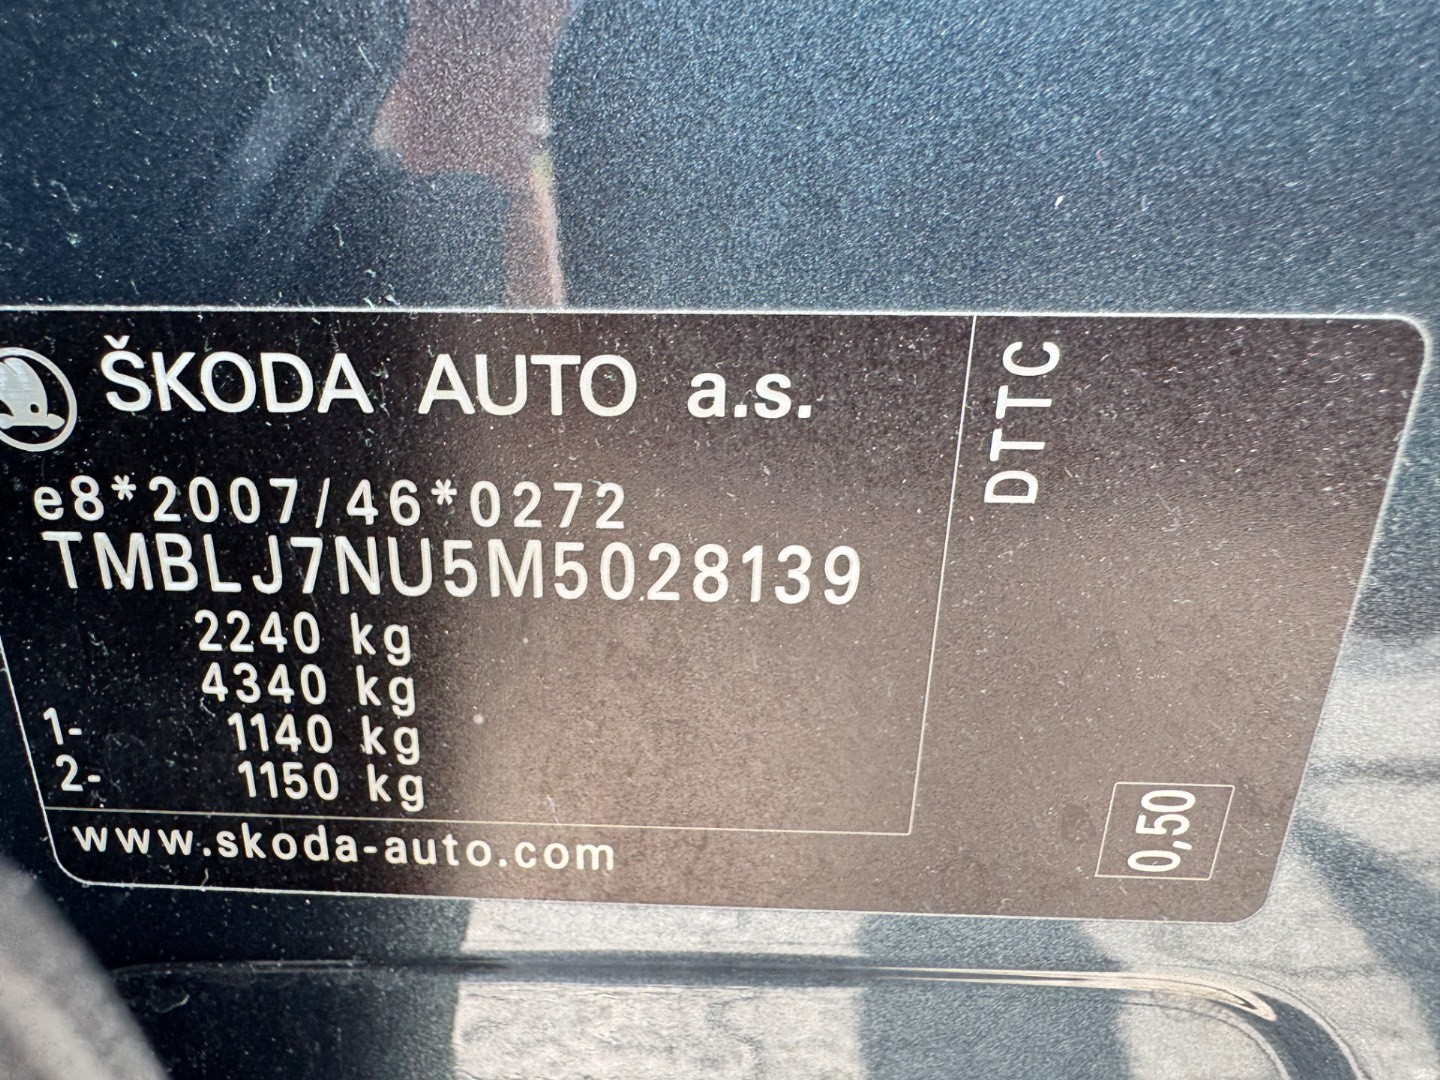 ŠKODA AUTO a.s.
e8*2007/46*0272
TMBLJ7NU5M5028139
2240 kg
4340 kg
1- 1140 kg
2- 1150 kg
www.skoda-auto.com
DTTC
0,50